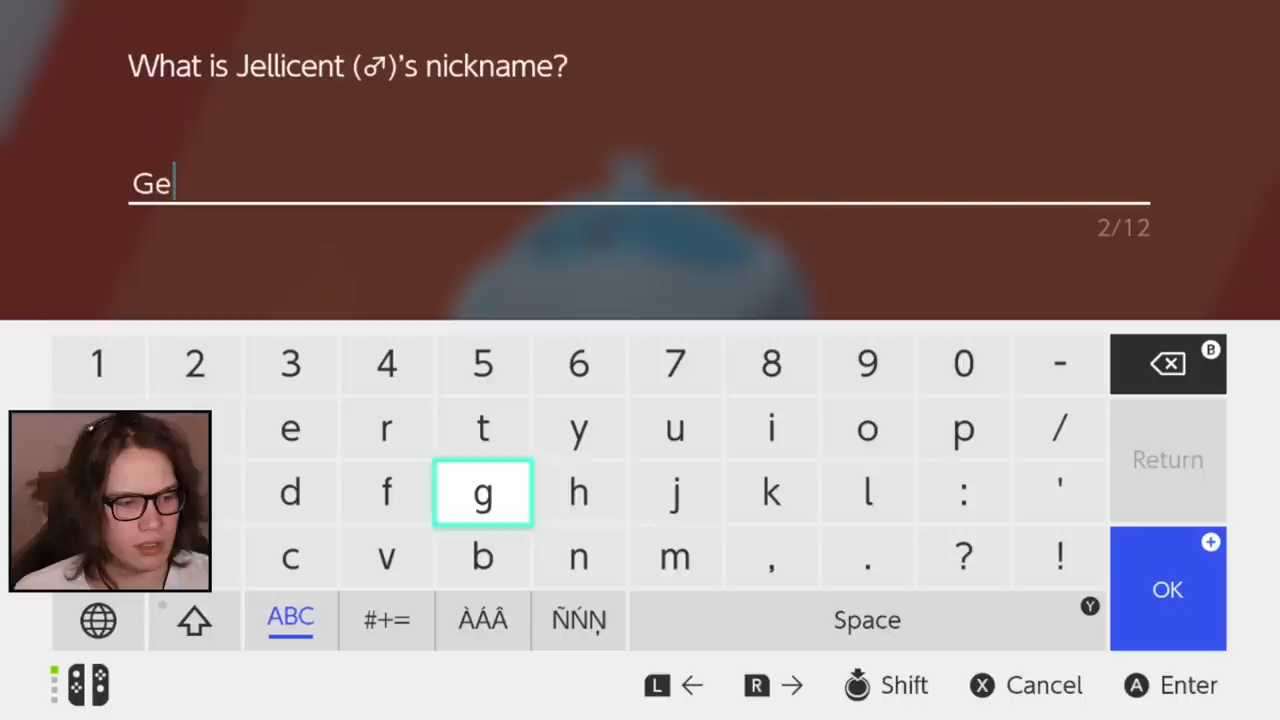 What is Jellicent (♂)'s nickname?
Ge
2/12
1 2 3 4 5 6 7 8 9 0 - B
e r t y u i o p / Return
d f g h j k l : '
c v b n m , . ? ! + OK
ABC #+= ÀÁÂ ÑŃŅ Space Y
L ← R → Shift X Cancel A Enter